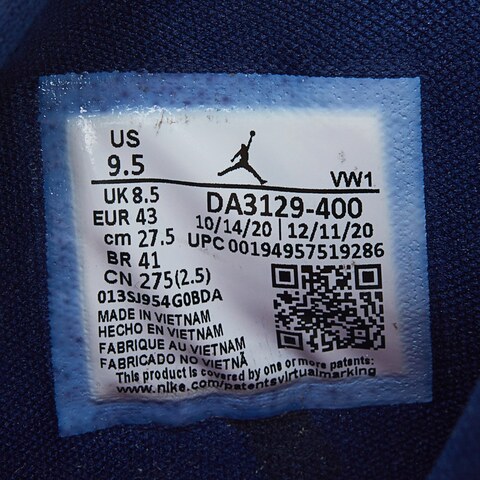 US
9.5
VW1
UK 8.5
DA3129-400
EUR 43
10/14/20 | 12/11/20
cm 27.5
UPC 00194957519286
BR 41
CN 275(2.5)
013SJ954G0BDA
MADE IN VIETNAM
HECHO EN VIETNAM
FABRIQUE AU VIETNAM
FABRICADO NO VIETNÃ
This product is covered by one or more patents:
www.nike.com/patentsvirtualmarking